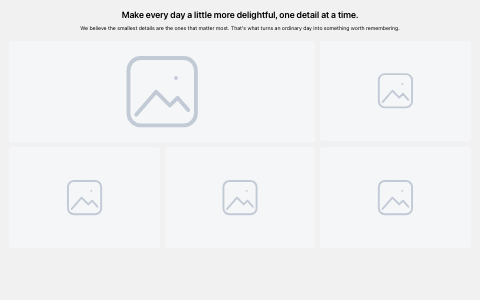 Make every day a little more delightful, one detail at a time.
We believe the smallest details are the ones that matter most. That's what turns an ordinary day into something worth remembering.